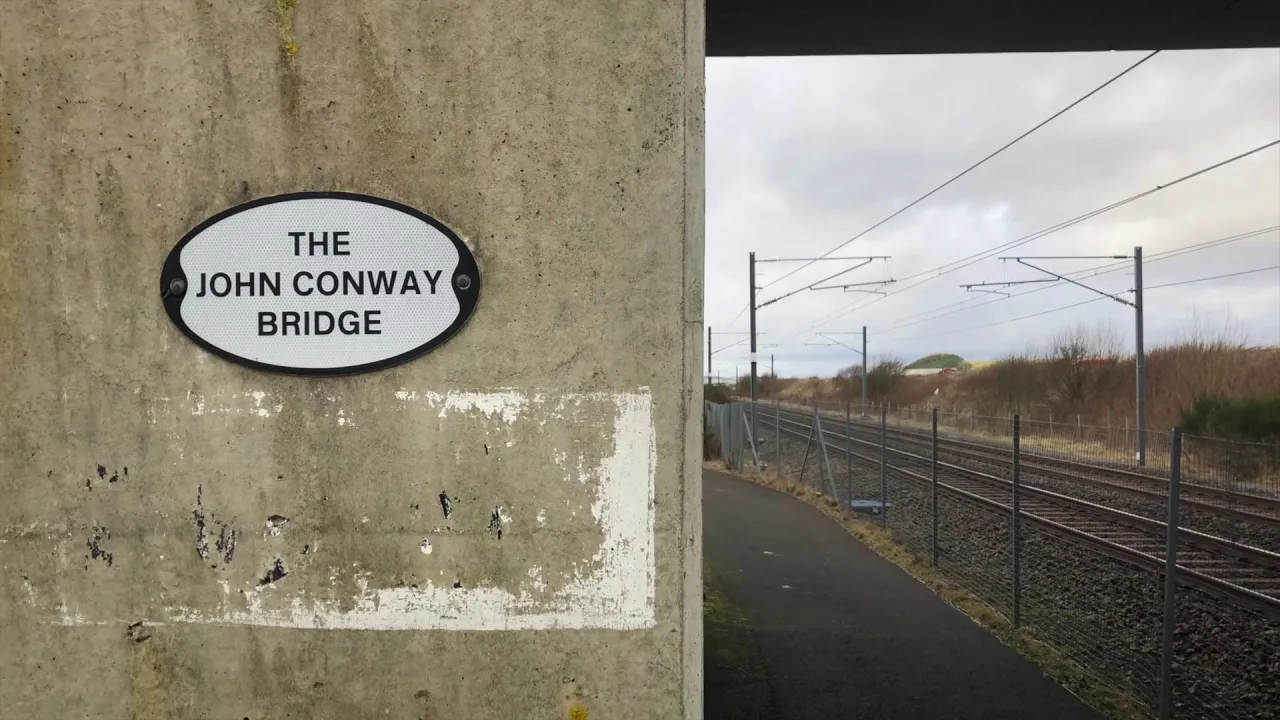 THE
JOHN CONWAY
BRIDGE